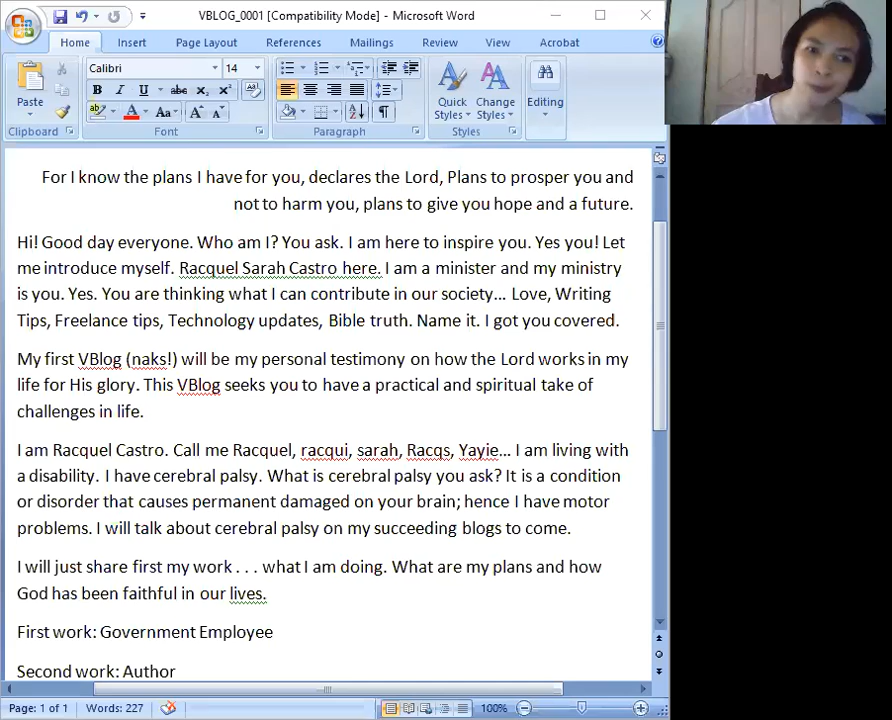 VBLOG_0001 [Compatibility Mode] - Microsoft Word
Home Insert Page Layout References Mailings Review View Acrobat
Calibri 14
Paste
Quick Styles
Change Styles
Editing
Clipboard Font Paragraph Styles
For I know the plans I have for you, declares the Lord, Plans to prosper you and
not to harm you, plans to give you hope and a future.
Hi! Good day everyone. Who am I? You ask. I am here to inspire you. Yes you! Let
me introduce myself. Racquel Sarah Castro here. I am a minister and my ministry
is you. Yes. You are thinking what I can contribute in our society… Love, Writing
Tips, Freelance tips, Technology updates, Bible truth. Name it. I got you covered.
My first VBlog (naks!) will be my personal testimony on how the Lord works in my
life for His glory. This VBlog seeks you to have a practical and spiritual take of
challenges in life.
I am Racquel Castro. Call me Racquel, racqui, sarah, Racqs, Yayie… I am living with
a disability. I have cerebral palsy. What is cerebral palsy you ask? It is a condition
or disorder that causes permanent damaged on your brain; hence I have motor
problems. I will talk about cerebral palsy on my succeeding blogs to come.
I will just share first my work . . . what I am doing. What are my plans and how
God has been faithful in our lives.
First work: Government Employee
Second work: Author
Page: 1 of 1 Words: 227 100%